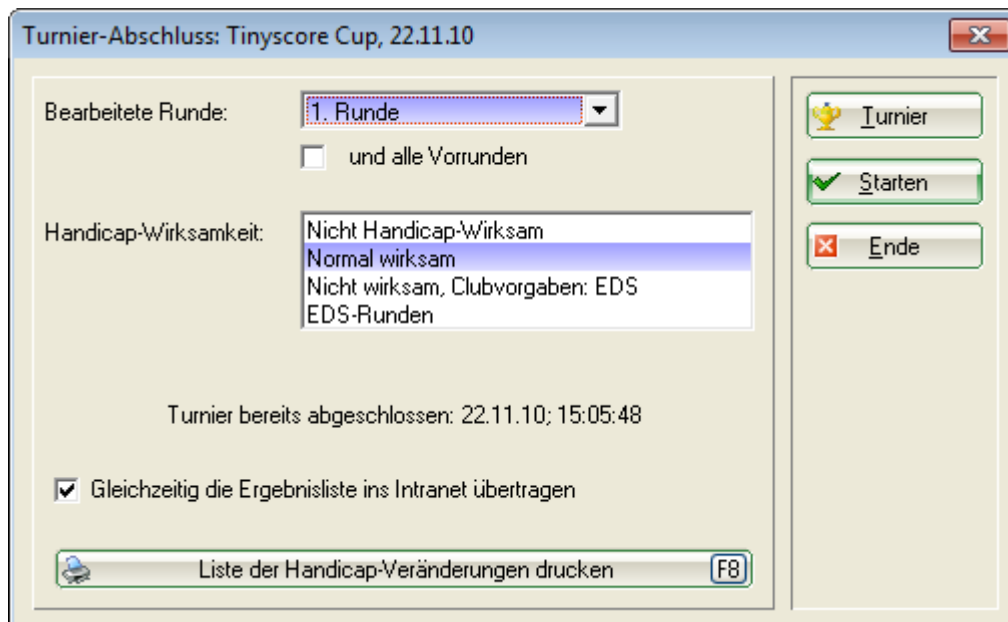 Turnier-Abschluss: Tinyscore Cup, 22.11.10
Bearbeitete Runde:
1. Runde
und alle Vorrunden
Handicap-Wirksamkeit:
Nicht Handicap-Wirksam
Normal wirksam
Nicht wirksam, Clubvorgaben: EDS
EDS-Runden
Turnier bereits abgeschlossen: 22.11.10; 15:05:48
Gleichzeitig die Ergebnisliste ins Intranet übertragen
Liste der Handicap-Veränderungen drucken F8
Turnier
Starten
Ende